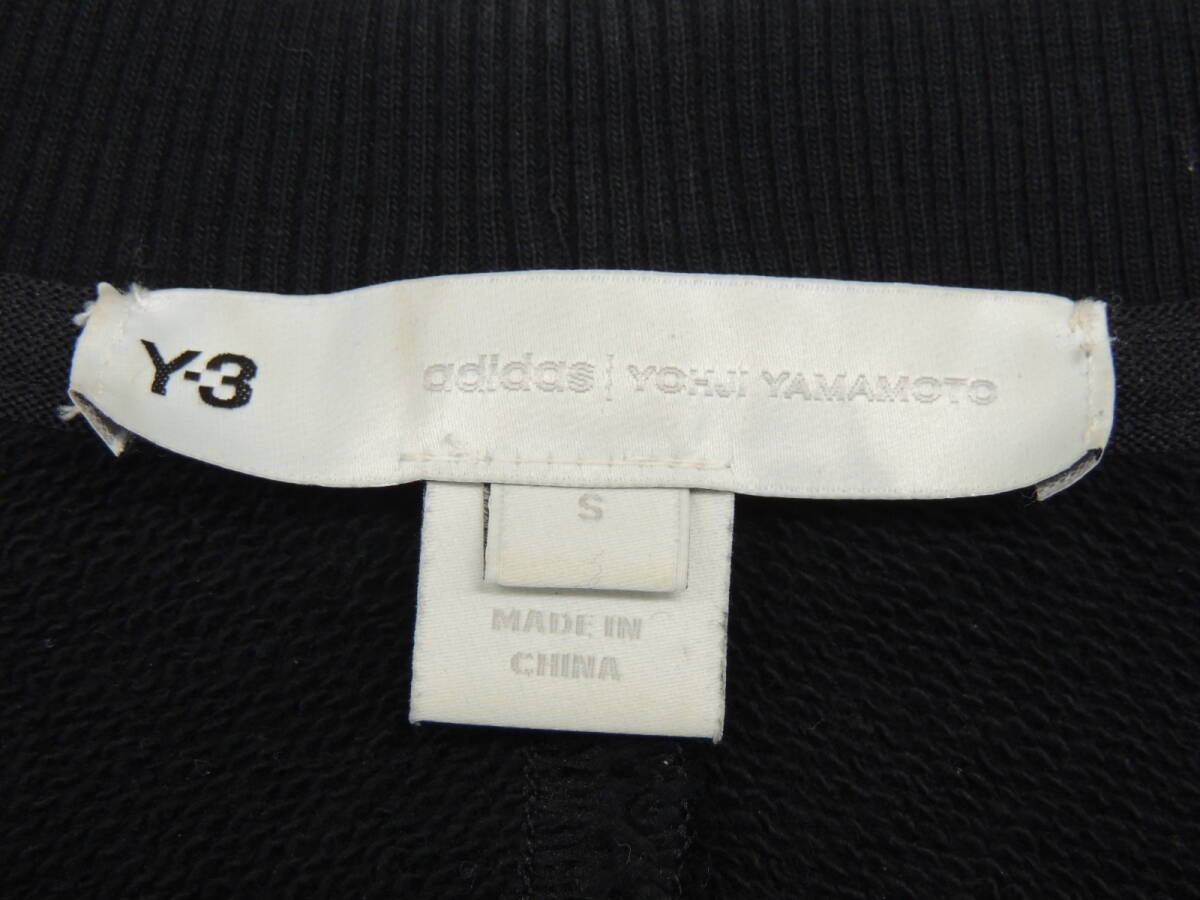 Y-3 adidas | YOHJI YAMAMOTO
S
MADE IN
CHINA